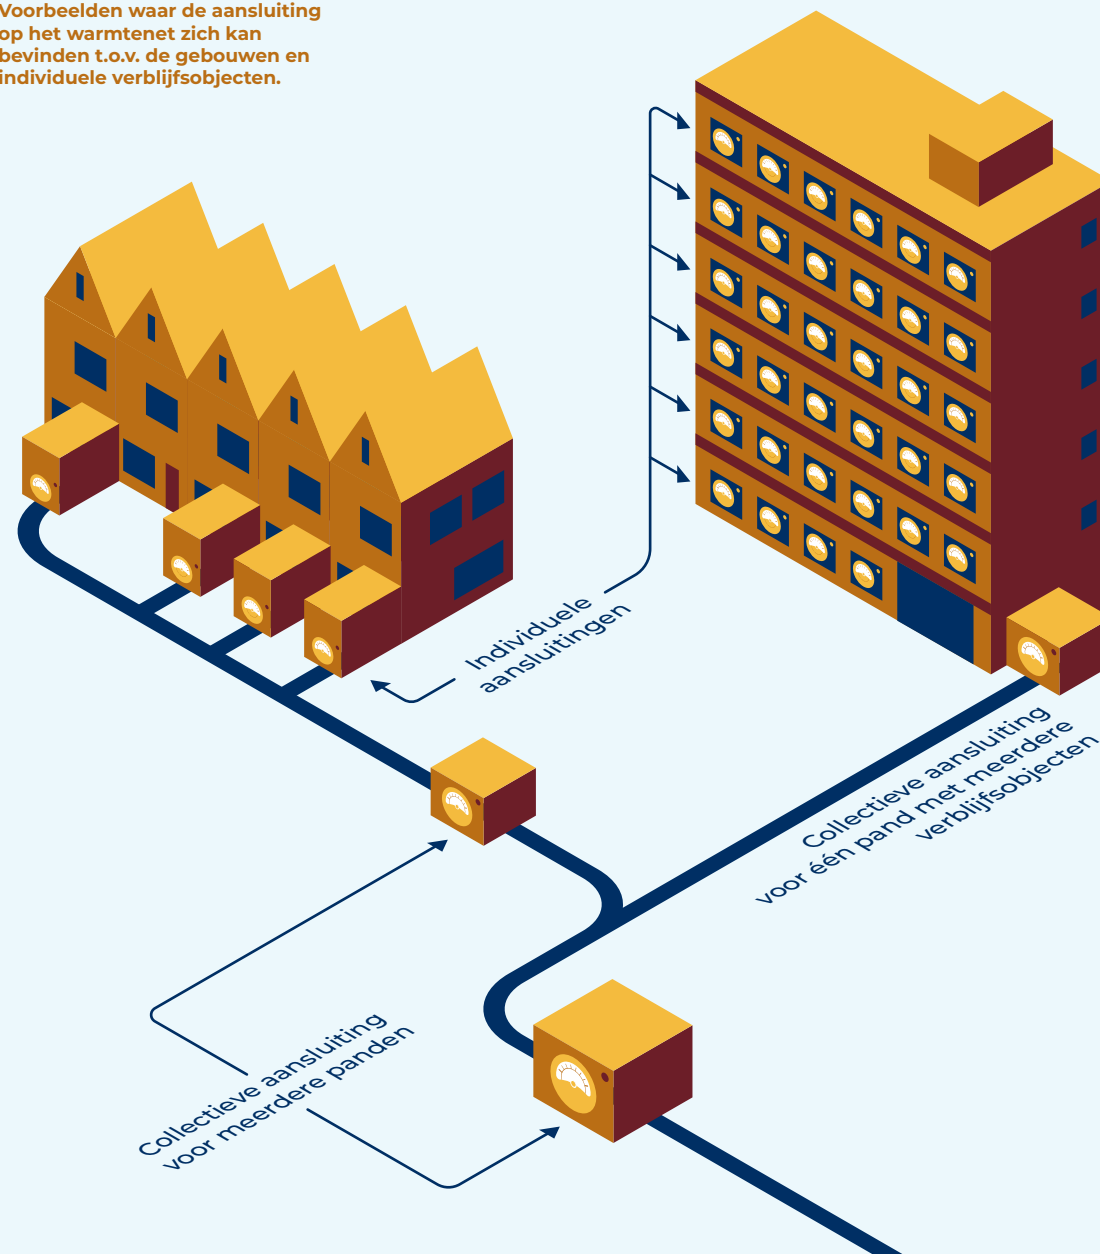 Voorbeelden waar de aansluiting
op het warmtenet zich kan
bevinden t.o.v. de gebouwen en
individuele verblijfsobjecten.
Individuele
aansluitingen
Collectieve aansluiting
voor één pand met meerdere
verblijfsobjecten
Collectieve aansluiting
voor meerdere panden